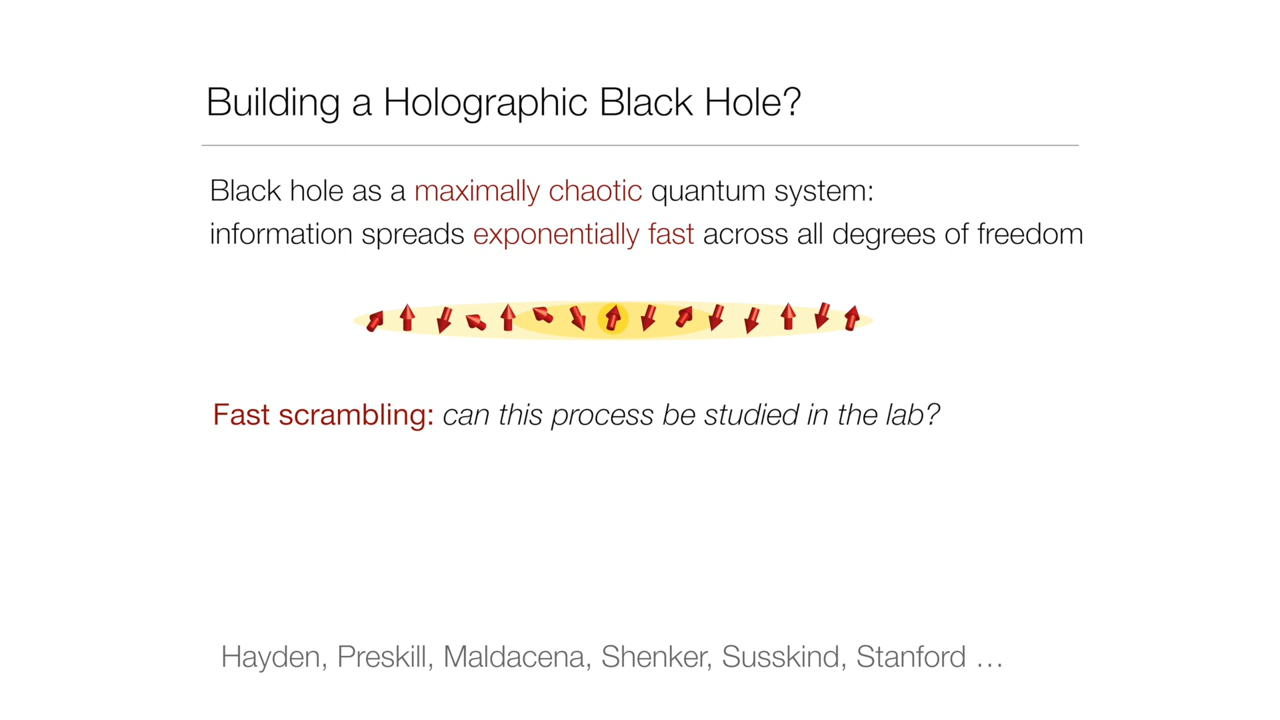 Building a Holographic Black Hole?
Black hole as a maximally chaotic quantum system:
information spreads exponentially fast across all degrees of freedom
Fast scrambling: can this process be studied in the lab?
Hayden, Preskill, Maldacena, Shenker, Susskind, Stanford …